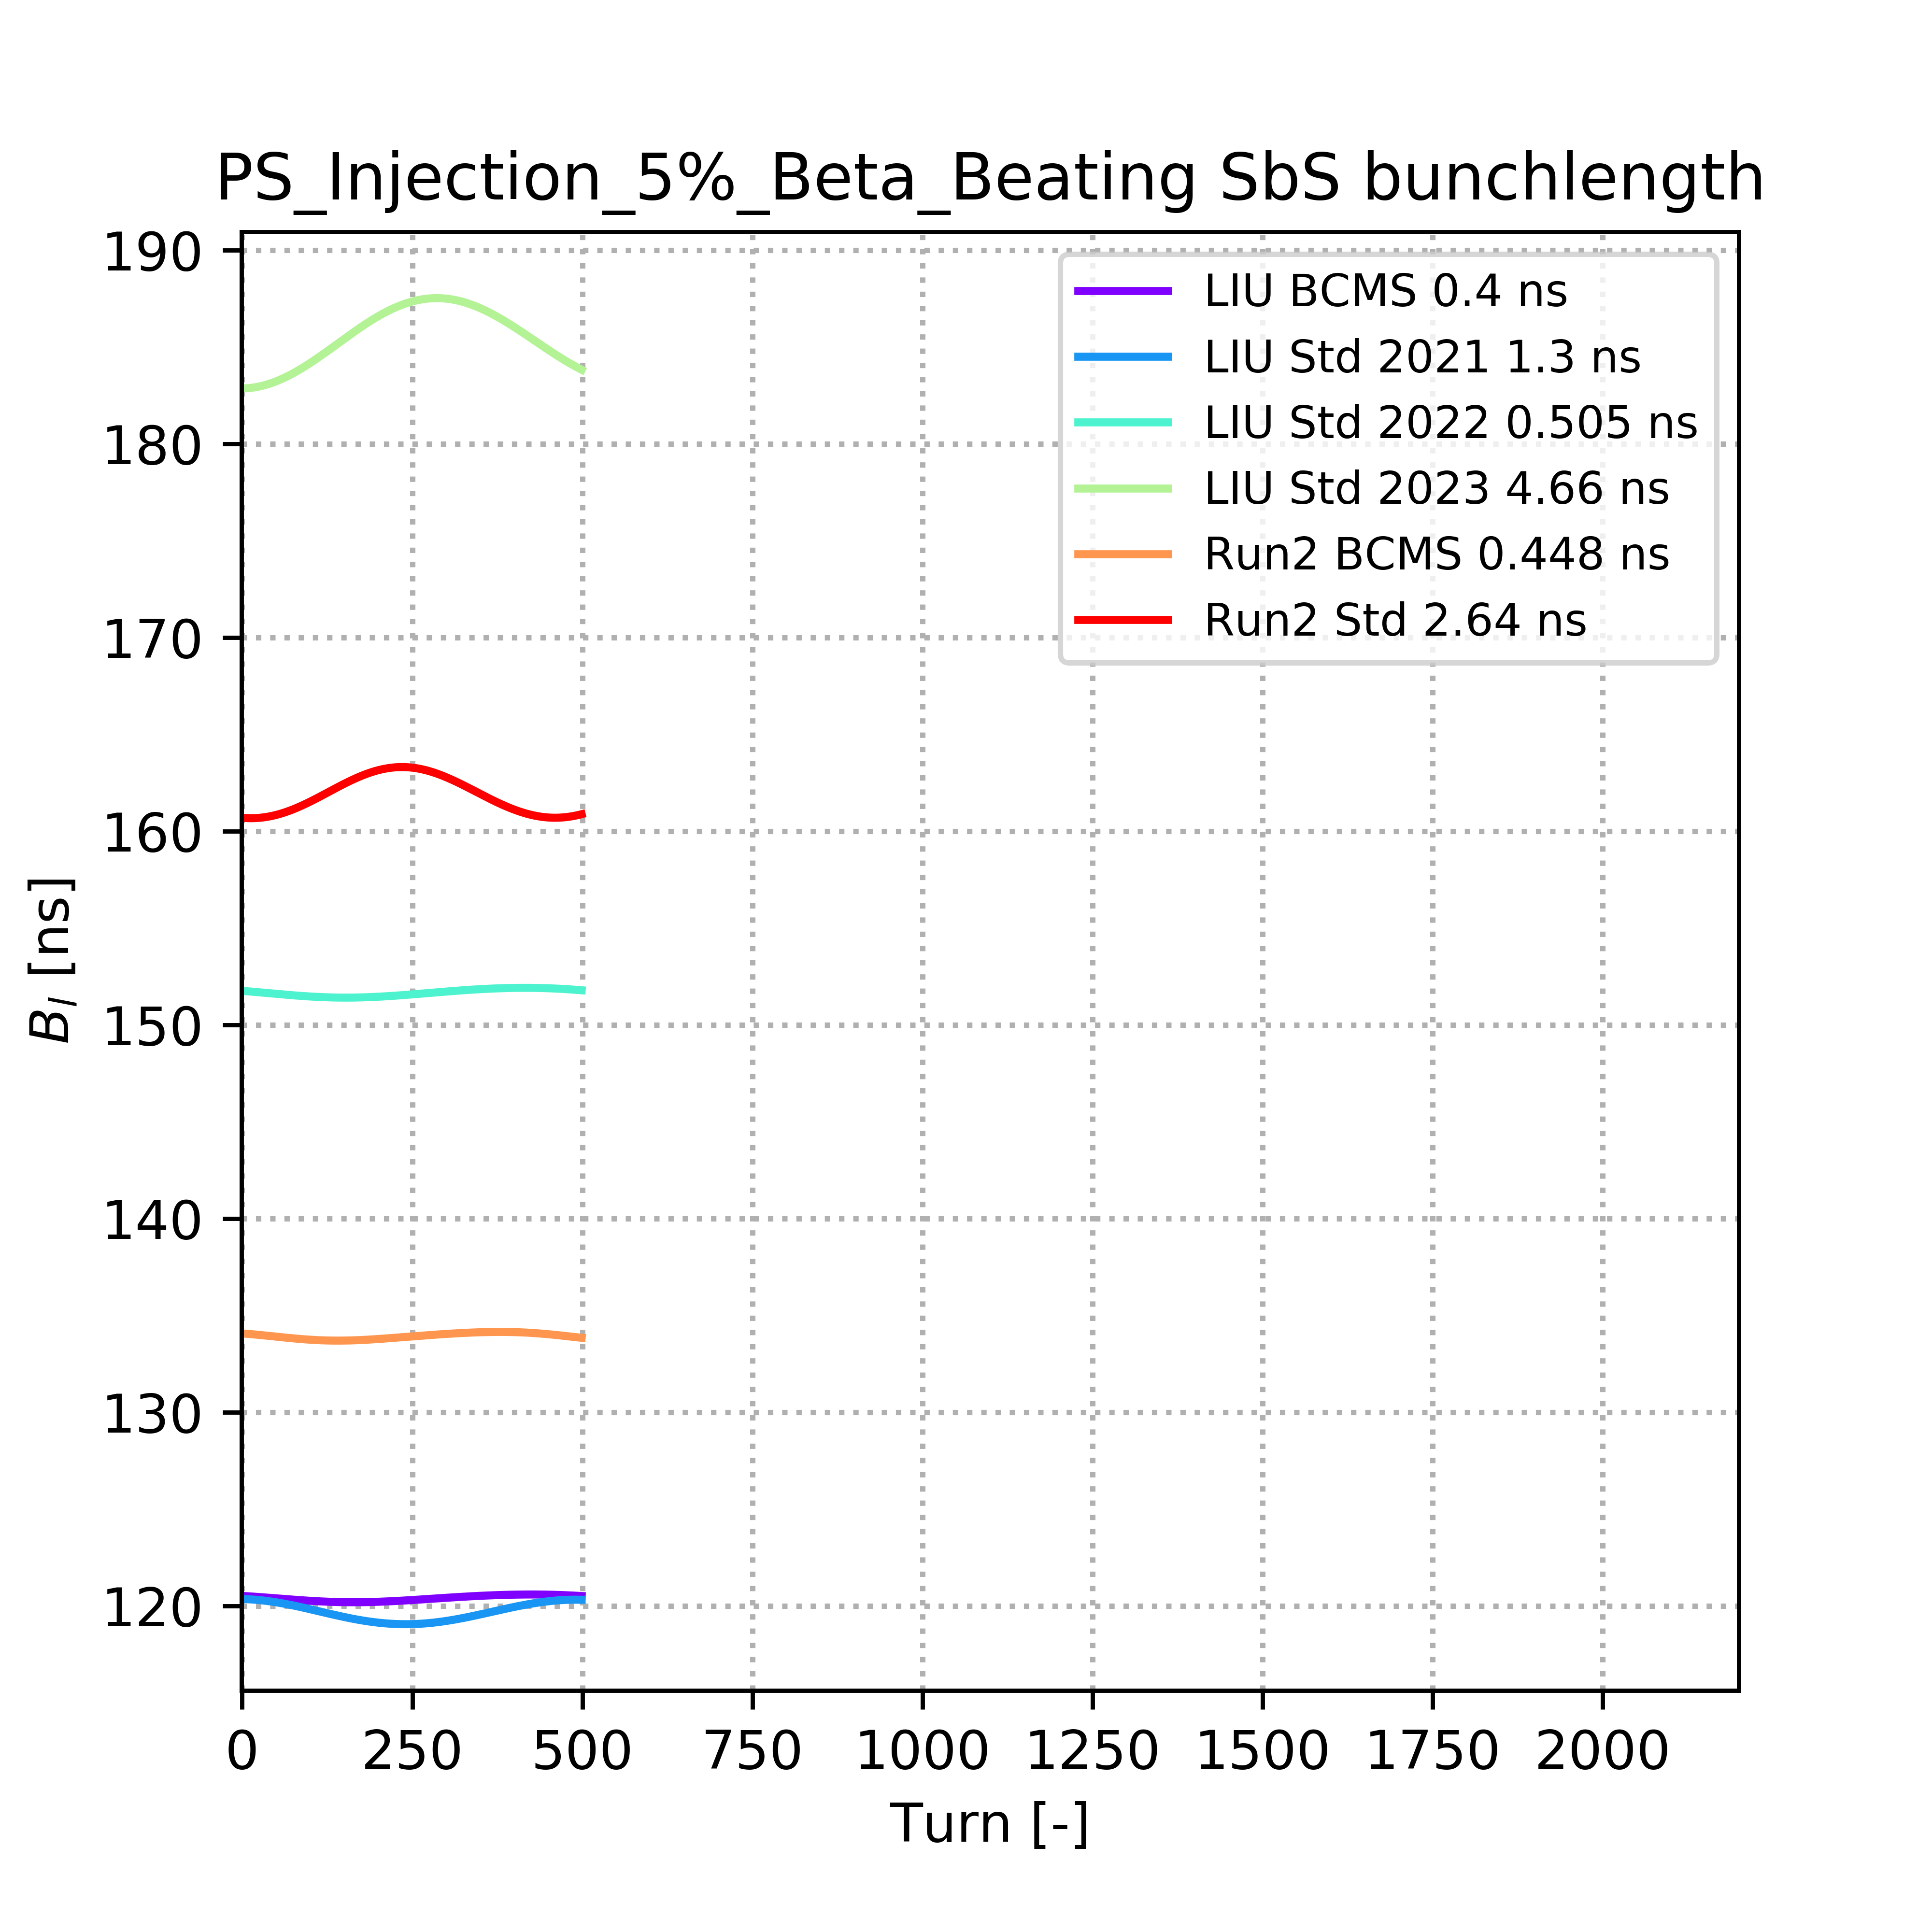 PS_Injection_5%_Beta_Beating SbS bunchlength
190
180
170
160
150
140
130
120
B_l [ns]
LIU BCMS 0.4 ns
LIU Std 2021 1.3 ns
LIU Std 2022 0.505 ns
LIU Std 2023 4.66 ns
Run2 BCMS 0.448 ns
Run2 Std 2.64 ns
0 250 500 750 1000 1250 1500 1750 2000
Turn [-]